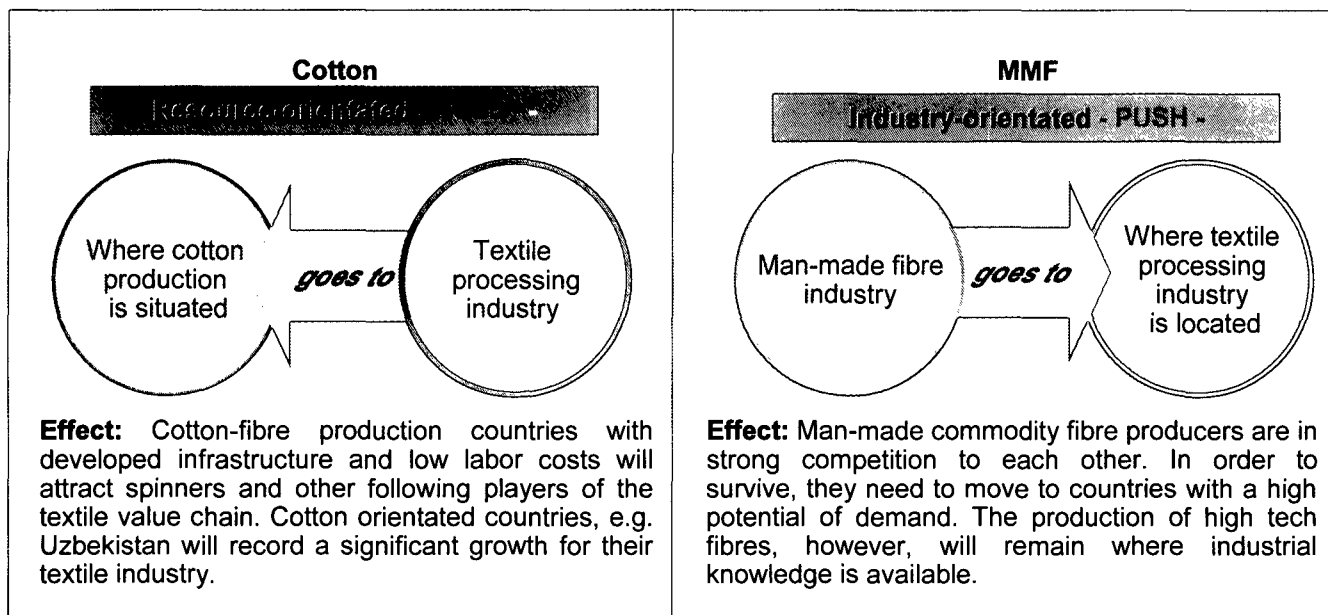 Cotton
Resource-orientated -
Where cotton
production
is situated
goes to
Textile
processing
industry
Effect: Cotton-fibre production countries with
developed infrastructure and low labor costs will
attract spinners and other following players of the
textile value chain. Cotton orientated countries, e.g.
Uzbekistan will record a significant growth for their
textile industry.
MMF
Industry-orientated - PUSH -
Man-made fibre
industry
goes to
Where textile
processing
industry
is located
Effect: Man-made commodity fibre producers are in
strong competition to each other. In order to
survive, they need to move to countries with a high
potential of demand. The production of high tech
fibres, however, will remain where industrial
knowledge is available.